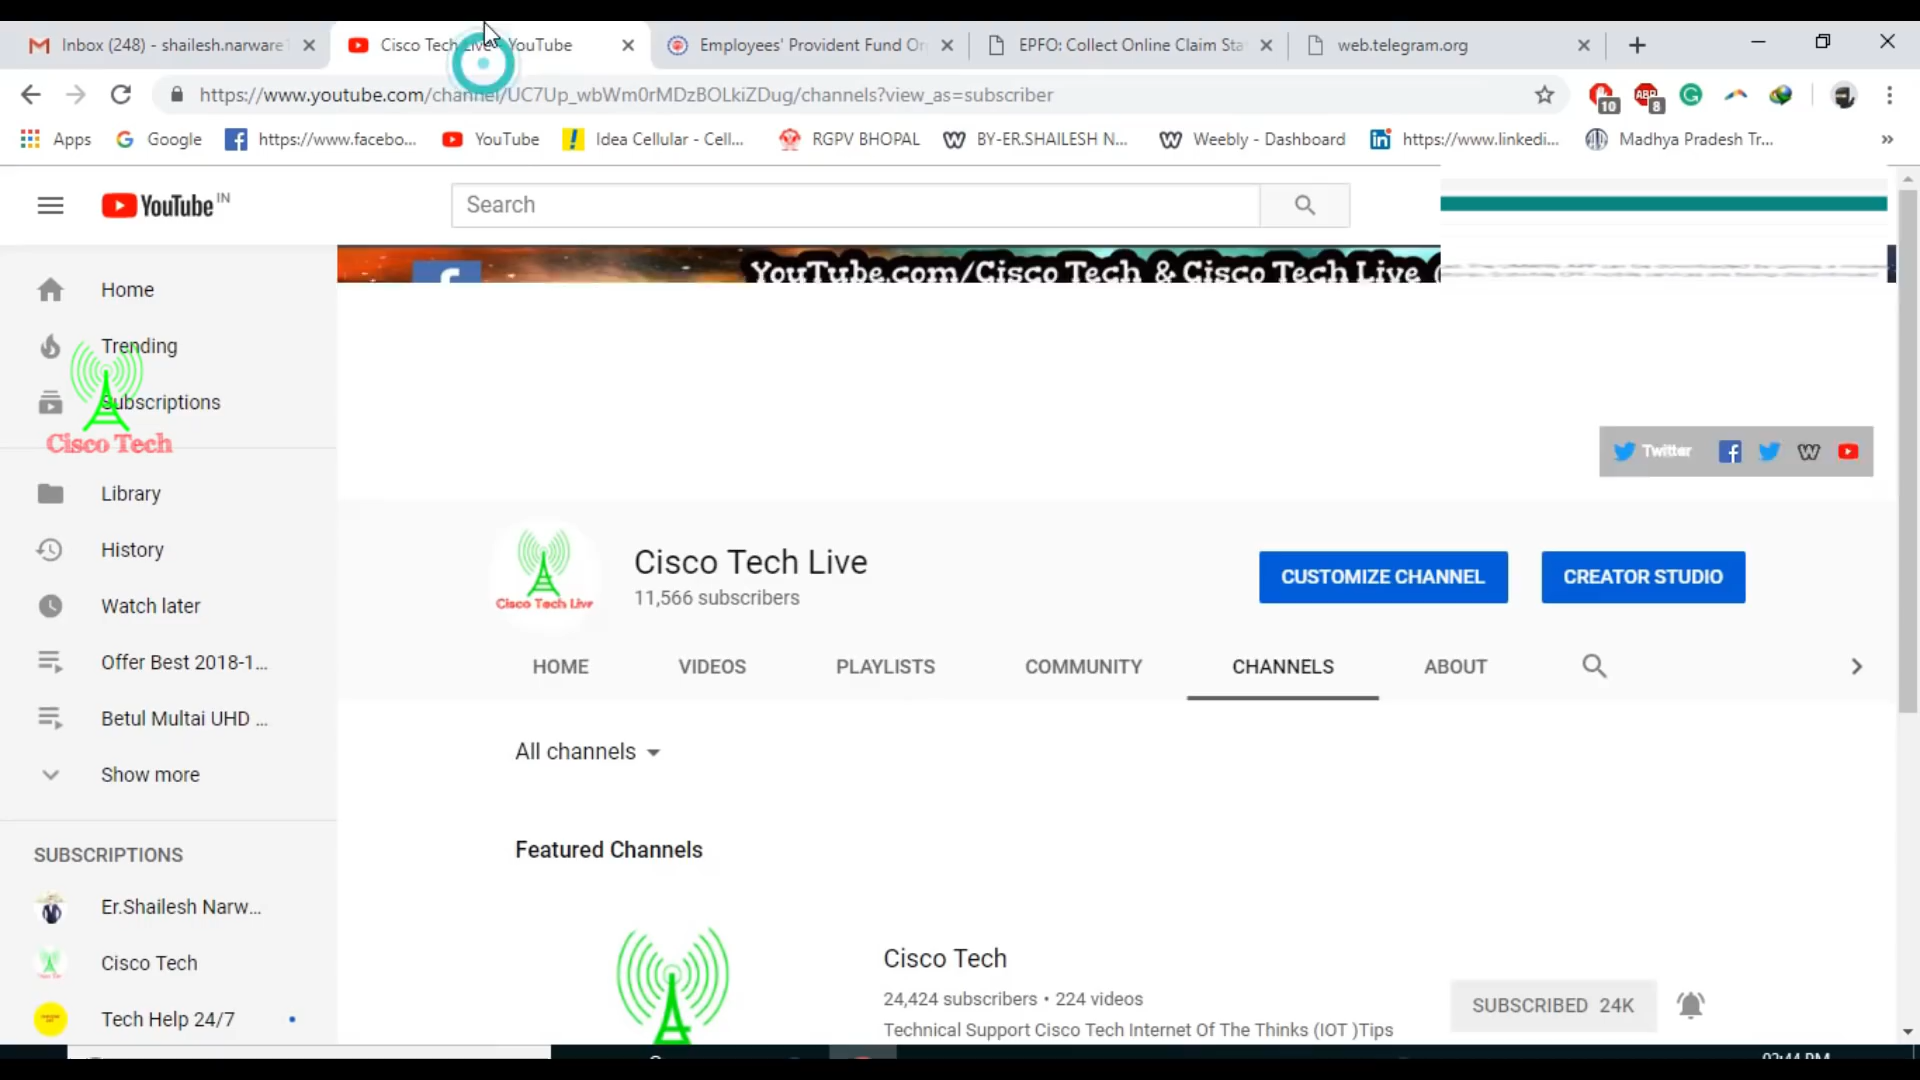 Inbox (248) - shailesh.narware
YouTube
Employees' Provident Fund Or
EPFO: Collect Online Claim Sta
web.telegram.org
https://www.youtube.com/channel/UC7Up_wbWm0rMDzBOLkiZDug/channels?view_as=subscriber
10
ABP
8
Apps
Google
https://www.facebo...
YouTube
Idea Cellular - Cell...
RGPV BHOPAL
BY-ER.SHAILESH N...
Weebly - Dashboard
https://www.linkedi...
Madhya Pradesh Tr...
»
YouTube IN
Search
YouTube.com/Cisco Tech & Cisco Tech Live
Home
Trending
Subscriptions
Cisco Tech
Library
History
Watch later
Offer Best 2018-1...
Betul Multai UHD ...
Show more
SUBSCRIPTIONS
Er.Shailesh Narw...
Cisco Tech
Tech Help 24/7
Twitter
Cisco Tech Live
Cisco Tech Live
11,566 subscribers
CUSTOMIZE CHANNEL
CREATOR STUDIO
HOME
VIDEOS
PLAYLISTS
COMMUNITY
CHANNELS
ABOUT
All channels
Featured Channels
Cisco Tech
24,424 subscribers • 224 videos
Technical Support Cisco Tech Internet Of The Thinks (IOT )Tips
SUBSCRIBED 24K